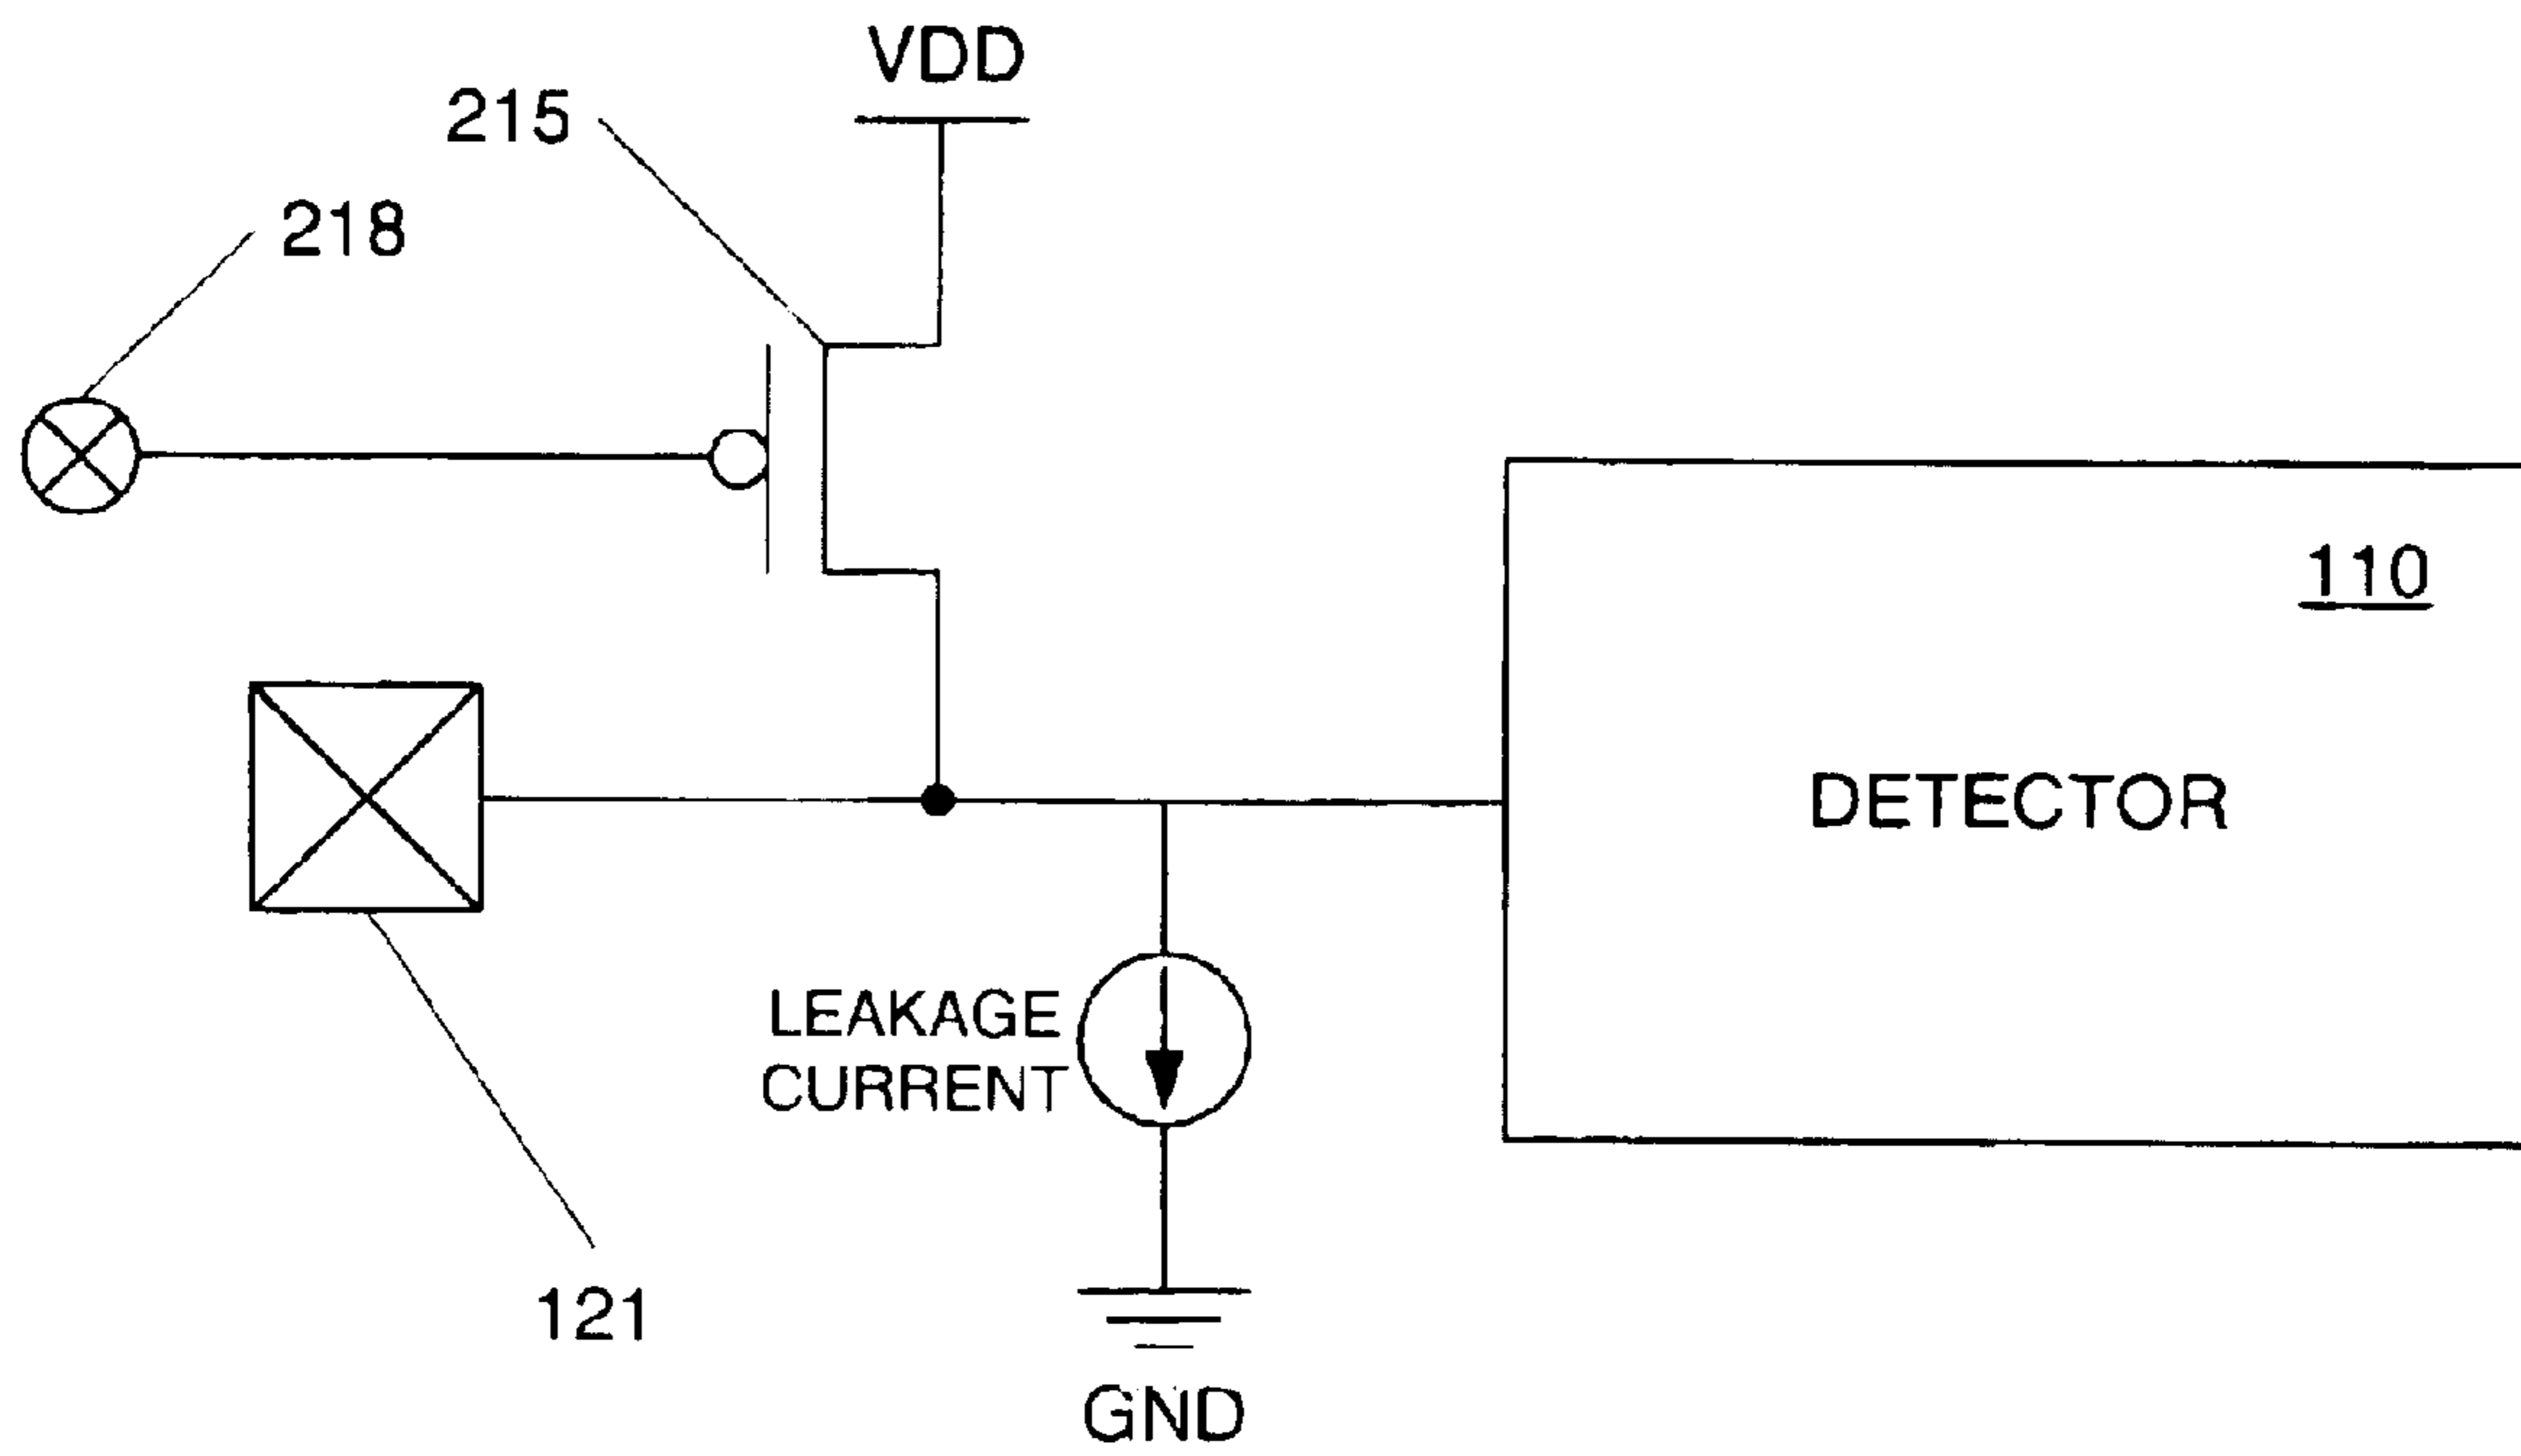 VDD
215
218
110
DETECTOR
LEAKAGE
CURRENT
121
GND